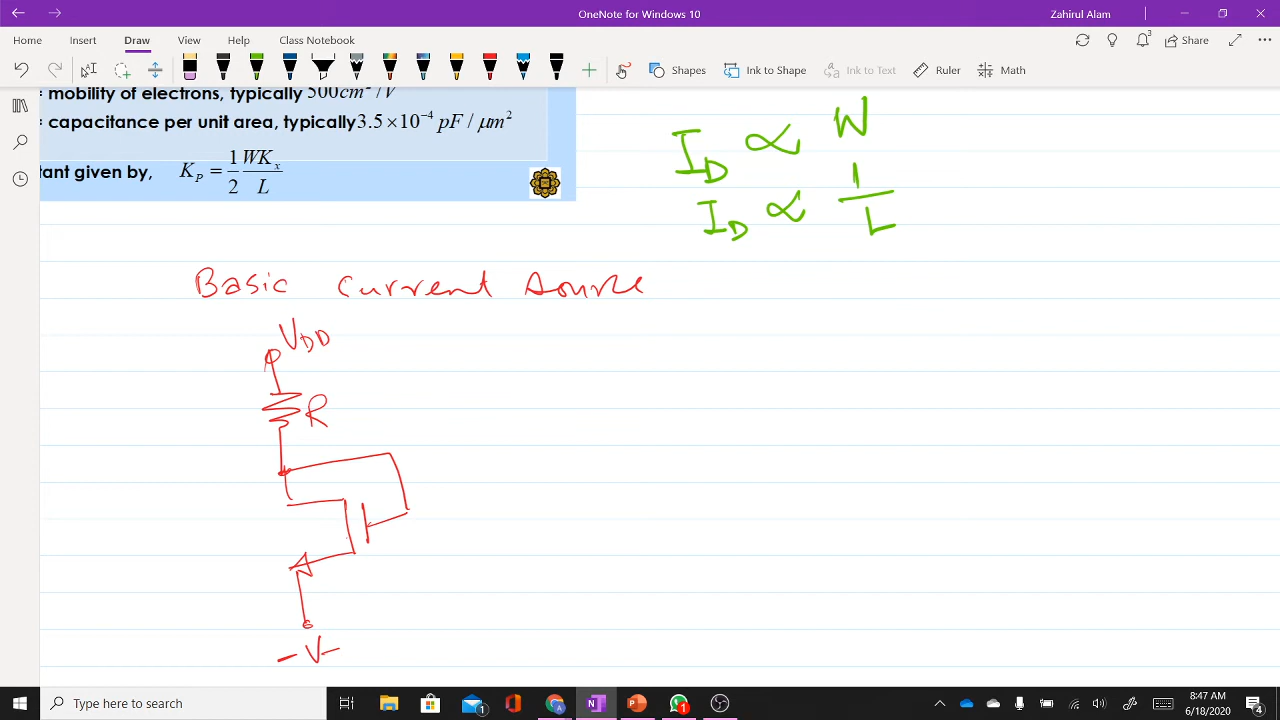 OneNote for Windows 10
Zahirul Alam
Home Insert Draw View Help Class Notebook
Share
Shapes Ink to Shape Ink to Text Ruler Math
= mobility of electrons, typically 500cm² / V
= capacitance per unit area, typically 3.5×10⁻⁴ pF / μm²
tant given by, K_P = 1/2 WK_x/L
I_D ∝ W
I_D ∝ 1/L
Basic Current Source
V_DD
R
-V-
Type here to search
8:47 AM
6/18/2020